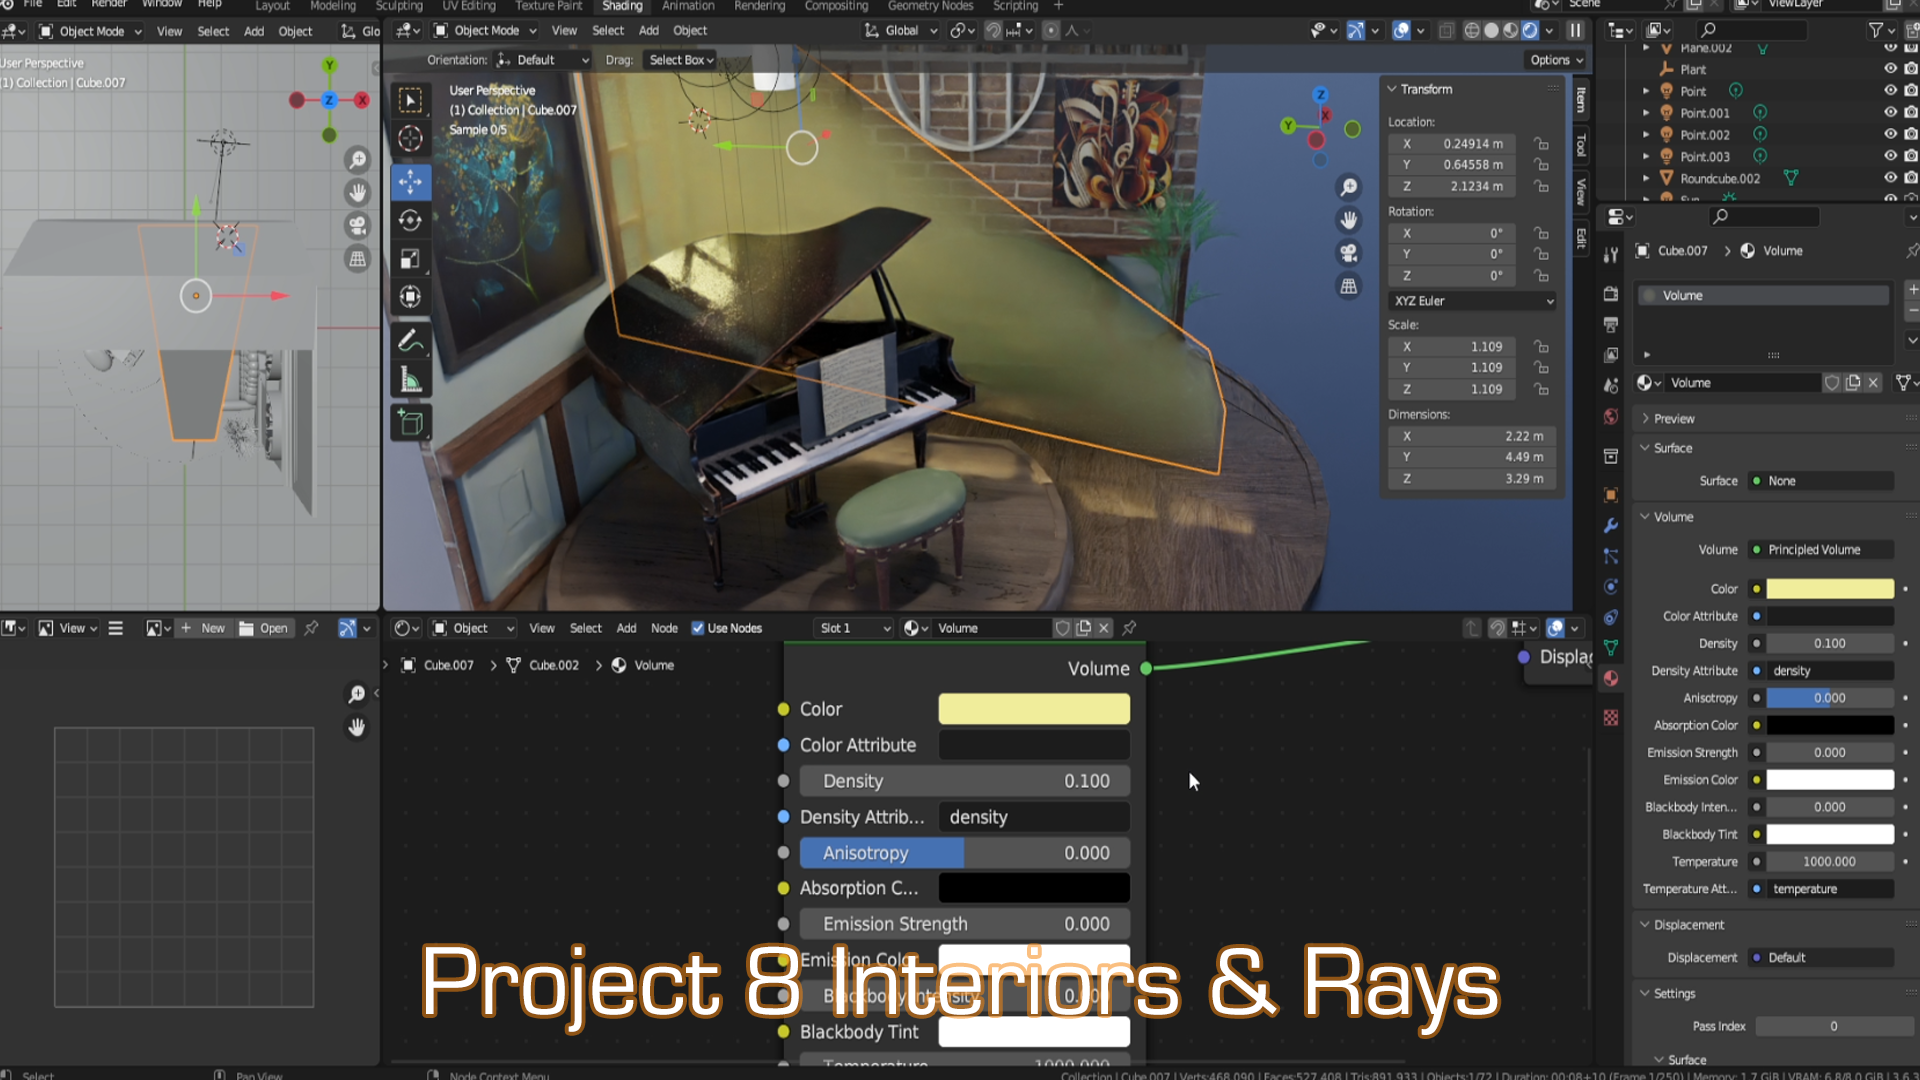 File Edit Render Window Help
Layout Modeling Sculpting UV Editing Texture Paint Shading Animation Rendering Compositing Geometry Nodes Scripting +
Scene
ViewLayer
Object Mode View Select Add Object Glo
Object Mode View Select Add Object Global
Orientation: Default Drag: Select Box Options
User Perspective
(1) Collection | Cube.007
Y
Z
X
User Perspective
(1) Collection | Cube.007
Sample 0/5
Z
X
Y
Transform
Location:
X 0.24914 m
Y 0.64558 m
Z 2.1234 m
Rotation:
X 0°
Y 0°
Z 0°
XYZ Euler
Scale:
X 1.109
Y 1.109
Z 1.109
Dimensions:
X 2.22 m
Y 4.49 m
Z 3.29 m
Item
Tool
View
Edit
Plane.002
Plant
Point
Point.001
Point.002
Point.003
Roundcube.002
Sun
Cube.007 > Volume
Volume
Volume
Preview
Surface
Surface None
Volume
Volume Principled Volume
Color
Color Attribute
Density 0.100
Density Attribute density
Anisotropy 0.000
Absorption Color
Emission Strength 0.000
Emission Color
Blackbody Inten... 0.000
Blackbody Tint
Temperature 1000.000
Temperature Att... temperature
Displacement
Displacement Default
Settings
Pass Index 0
Surface
View + New Open
Object View Select Add Node Use Nodes Slot 1 Volume
Cube.007 > Cube.002 > Volume
Volume
Displac
Color
Color Attribute
Density 0.100
Density Attrib... density
Anisotropy 0.000
Absorption C...
Emission Strength 0.000
Emission Color
Blackbody Intensity 0.000
Blackbody Tint
Temperature 1000.000
Project 8 Interiors & Rays
Select Pan View Node Context Menu
Collection | Cube.007 | Verts:468,090 | Faces:527,408 | Tris:891,933 | Objects:1/72 | Duration: 00:08+10 (Frame 1/250) | Memory: 1.7 GiB | VRAM: 6.8/8.0 GiB | 3.6.3